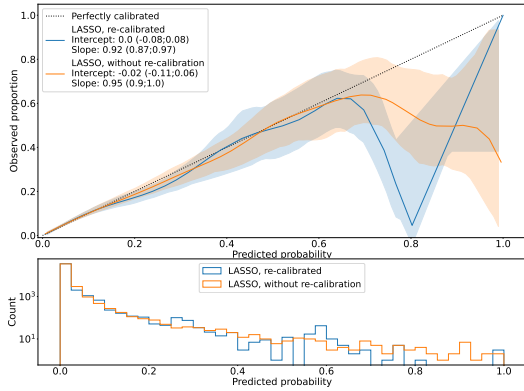 Perfectly calibrated
LASSO, re-calibrated
Intercept: 0.0 (-0.08;0.08)
Slope: 0.92 (0.87;0.97)
LASSO, without re-calibration
Intercept: -0.02 (-0.11;0.06)
Slope: 0.95 (0.9;1.0)
Observed proportion
1.0
0.8
0.6
0.4
0.2
0.0
0.0 0.2 0.4 0.6 0.8 1.0
Predicted probability
LASSO, re-calibrated
LASSO, without re-calibration
Count
10³
10¹
0.0 0.2 0.4 0.6 0.8 1.0
Predicted probability